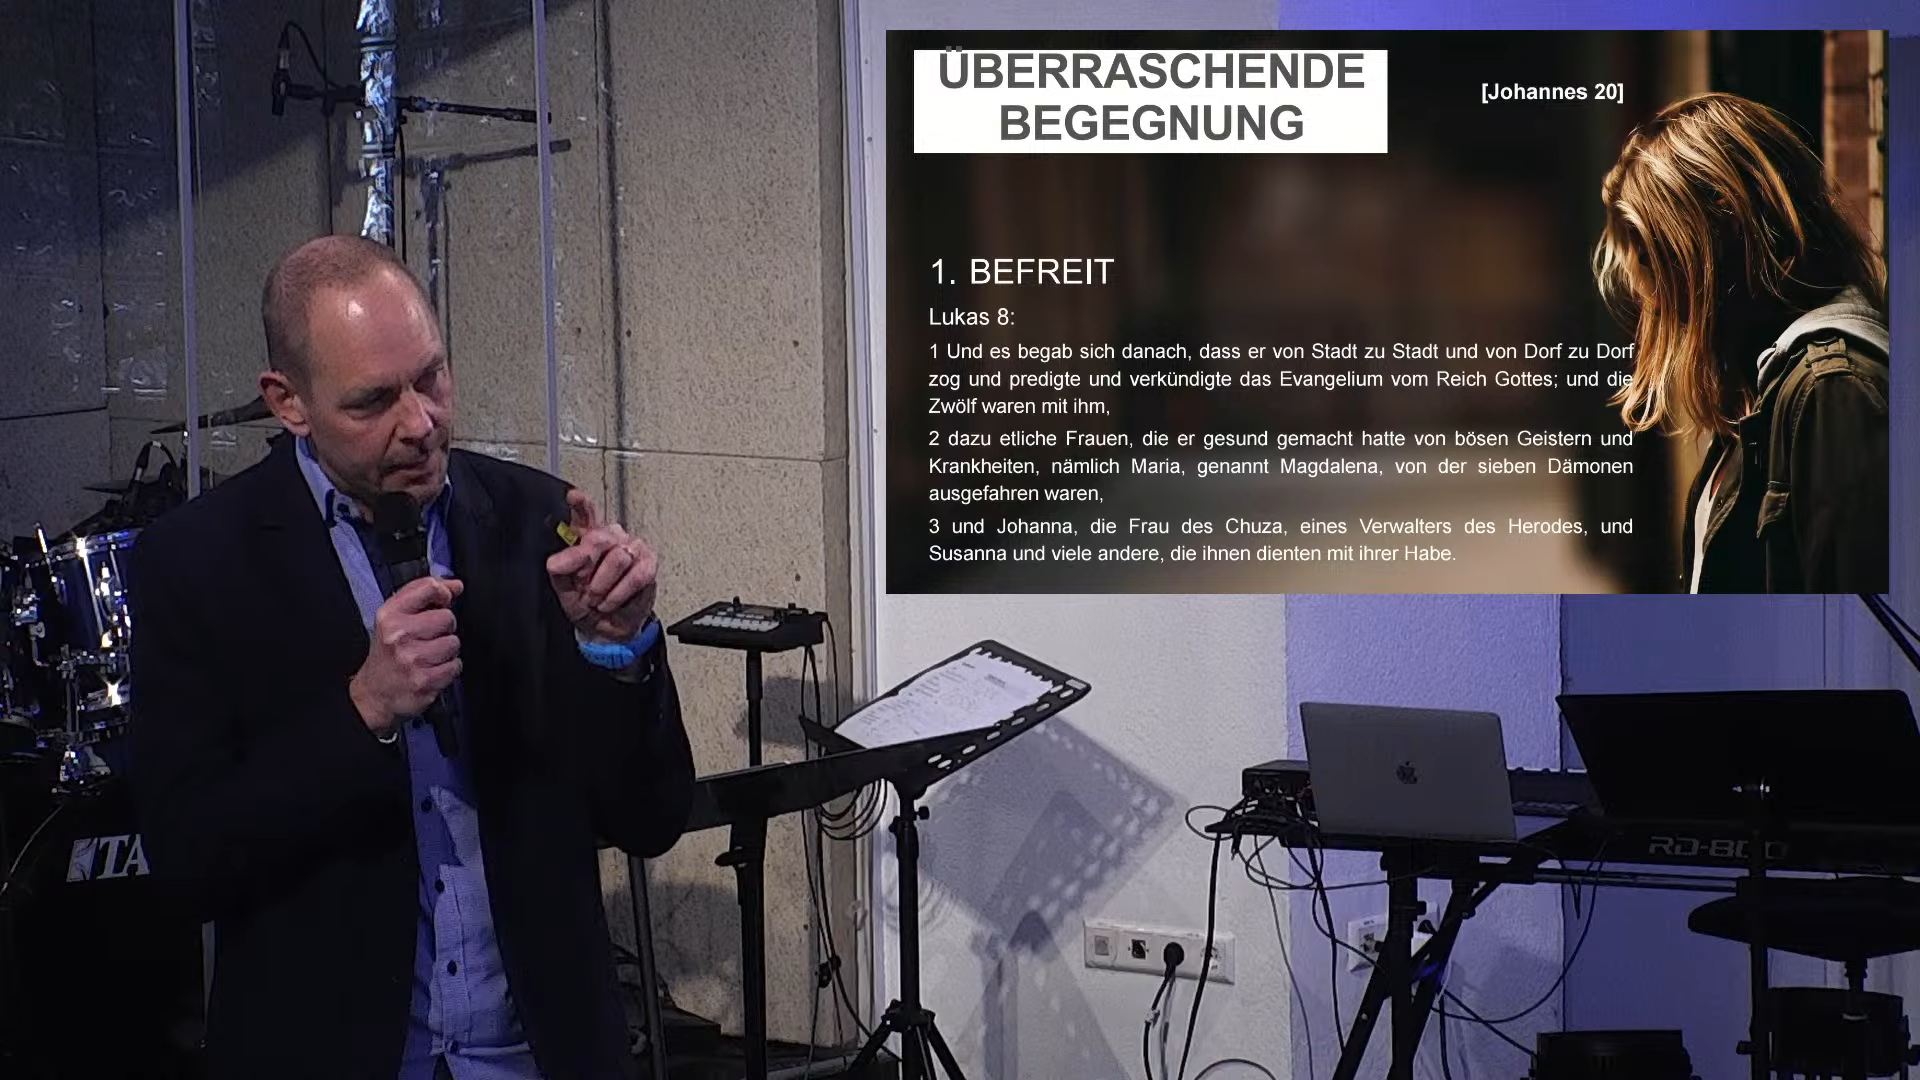 ÜBERRASCHENDE
BEGEGNUNG
[Johannes 20]
1. BEFREIT
Lukas 8:
1 Und es begab sich danach, dass er von Stadt zu Stadt und von Dorf zu Dorf
zog und predigte und verkündigte das Evangelium vom Reich Gottes; und die
Zwölf waren mit ihm,
2 dazu etliche Frauen, die er gesund gemacht hatte von bösen Geistern und
Krankheiten, nämlich Maria, genannt Magdalena, von der sieben Dämonen
ausgefahren waren,
3 und Johanna, die Frau des Chuza, eines Verwalters des Herodes, und
Susanna und viele andere, die ihnen dienten mit ihrer Habe.
TA
RD-800